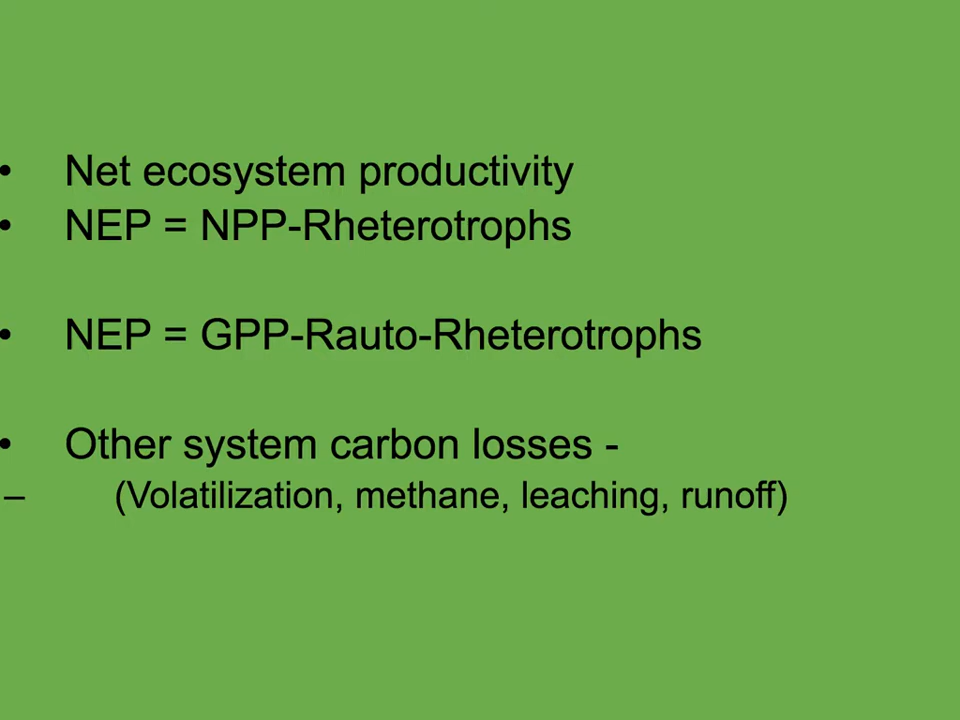 • Net ecosystem productivity
• NEP = NPP-Rheterotrophs
• NEP = GPP-Rauto-Rheterotrophs
• Other system carbon losses -
– (Volatilization, methane, leaching, runoff)